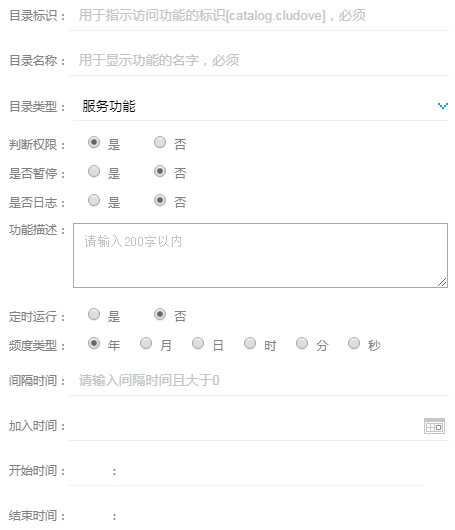 目录标识： 用于指示访问功能的标识[catalog.cludove]，必须
目录名称： 用于显示功能的名字，必须
目录类型： 服务功能
判断权限： 是 否
是否暂停： 是 否
是否日志： 是 否
功能描述： 请输入200字以内
定时运行： 是 否
频度类型： 年 月 日 时 分 秒
间隔时间： 请输入间隔时间且大于0
加入时间：
开始时间： ：
结束时间： ：